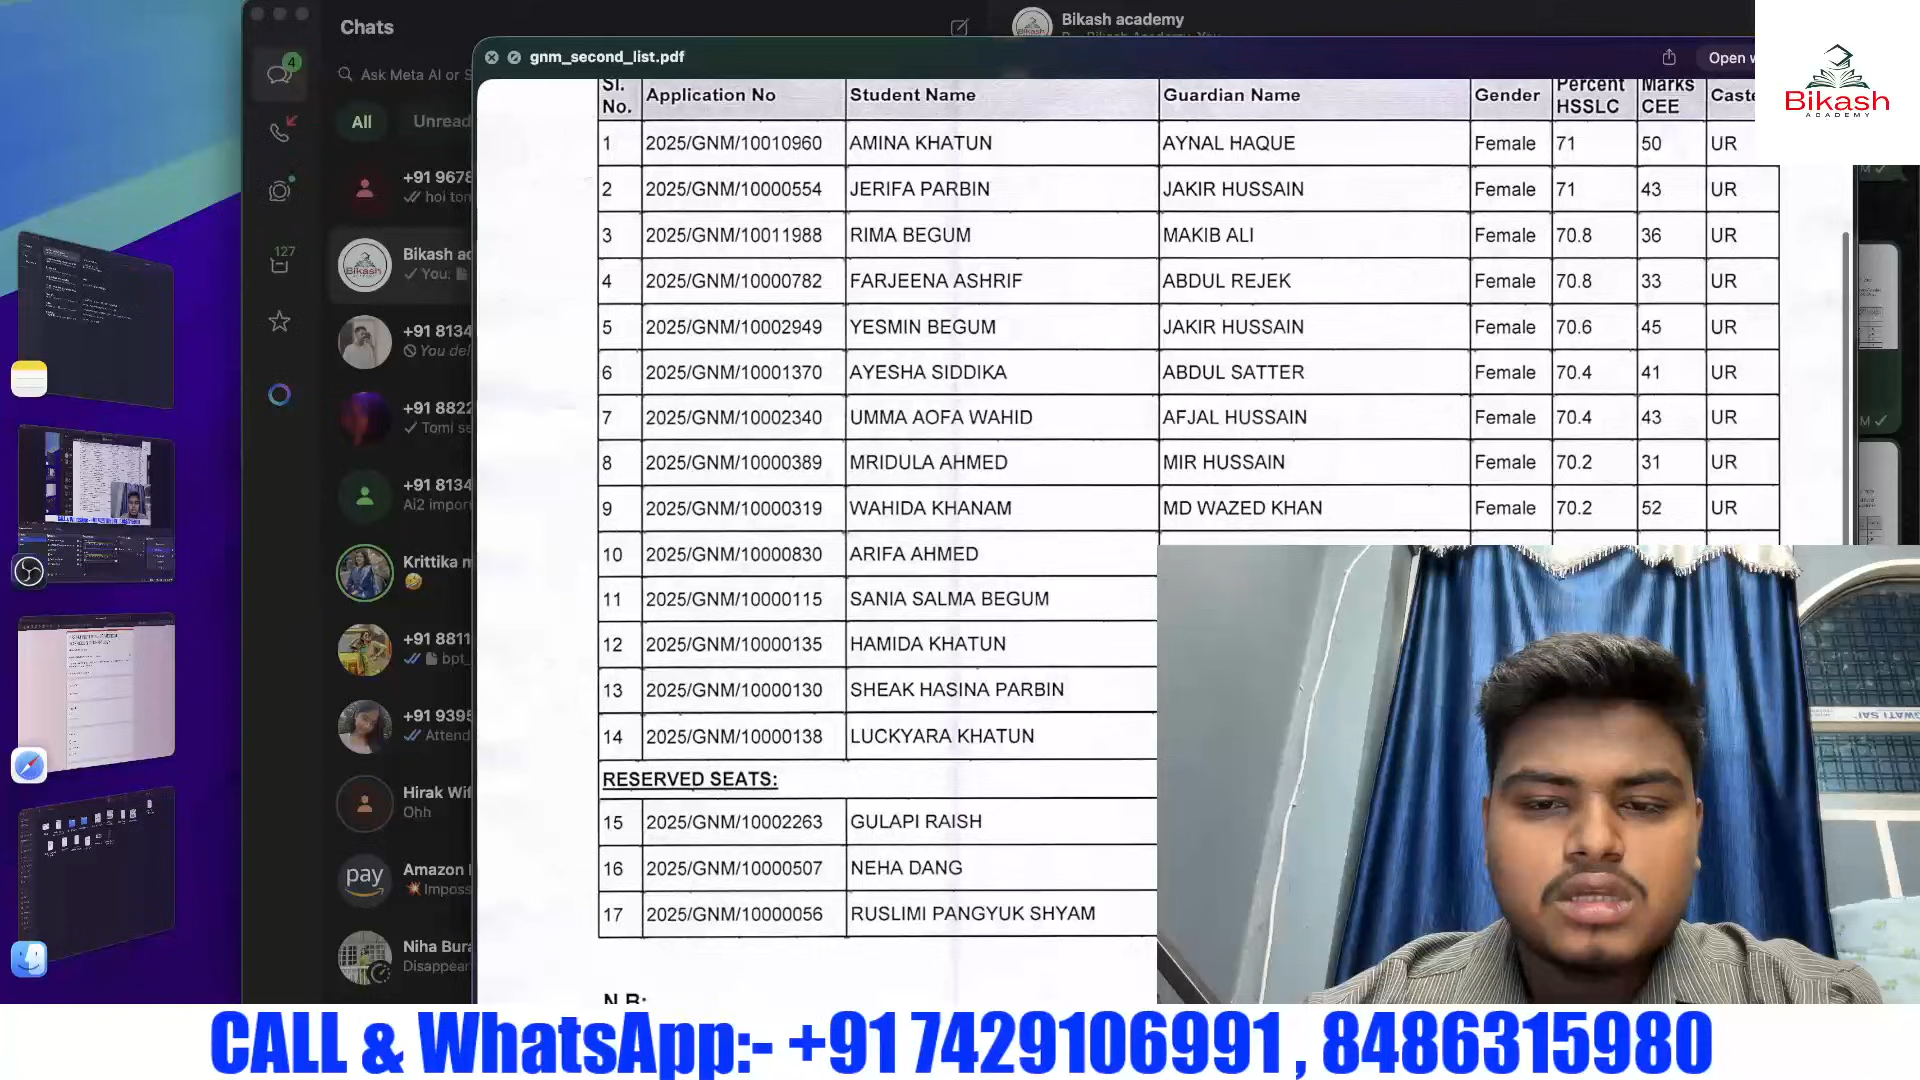 Chats
Bikash academy
4
Ask Meta AI or S
gnm_second_list.pdf
Open w
Bikash
ACADEMY
All
Unread
+91 9678
hoi tom
Bikash ac
You:
127
+91 8134
You del
+91 8822
Tomi se
+91 8134
Ai2 impor
Krittika m
+91 8811
bpt_
+91 9395
Attend
Hirak Wif
Ohh
Amazon
pay
Imposs
Niha Bura
Disappear
Sl. No. Application No Student Name Guardian Name Gender Percent HSSLC Marks CEE Caste
1 2025/GNM/10010960 AMINA KHATUN AYNAL HAQUE Female 71 50 UR
2 2025/GNM/10000554 JERIFA PARBIN JAKIR HUSSAIN Female 71 43 UR
3 2025/GNM/10011988 RIMA BEGUM MAKIB ALI Female 70.8 36 UR
4 2025/GNM/10000782 FARJEENA ASHRIF ABDUL REJEK Female 70.8 33 UR
5 2025/GNM/10002949 YESMIN BEGUM JAKIR HUSSAIN Female 70.6 45 UR
6 2025/GNM/10001370 AYESHA SIDDIKA ABDUL SATTER Female 70.4 41 UR
7 2025/GNM/10002340 UMMA AOFA WAHID AFJAL HUSSAIN Female 70.4 43 UR
8 2025/GNM/10000389 MRIDULA AHMED MIR HUSSAIN Female 70.2 31 UR
9 2025/GNM/10000319 WAHIDA KHANAM MD WAZED KHAN Female 70.2 52 UR
10 2025/GNM/10000830 ARIFA AHMED
11 2025/GNM/10000115 SANIA SALMA BEGUM
12 2025/GNM/10000135 HAMIDA KHATUN
13 2025/GNM/10000130 SHEAK HASINA PARBIN
14 2025/GNM/10000138 LUCKYARA KHATUN
RESERVED SEATS:
15 2025/GNM/10002263 GULAPI RAISH
16 2025/GNM/10000507 NEHA DANG
17 2025/GNM/10000056 RUSLIMI PANGYUK SHYAM
N.B:
CALL & WhatsApp:- +91 7429106991 , 8486315980